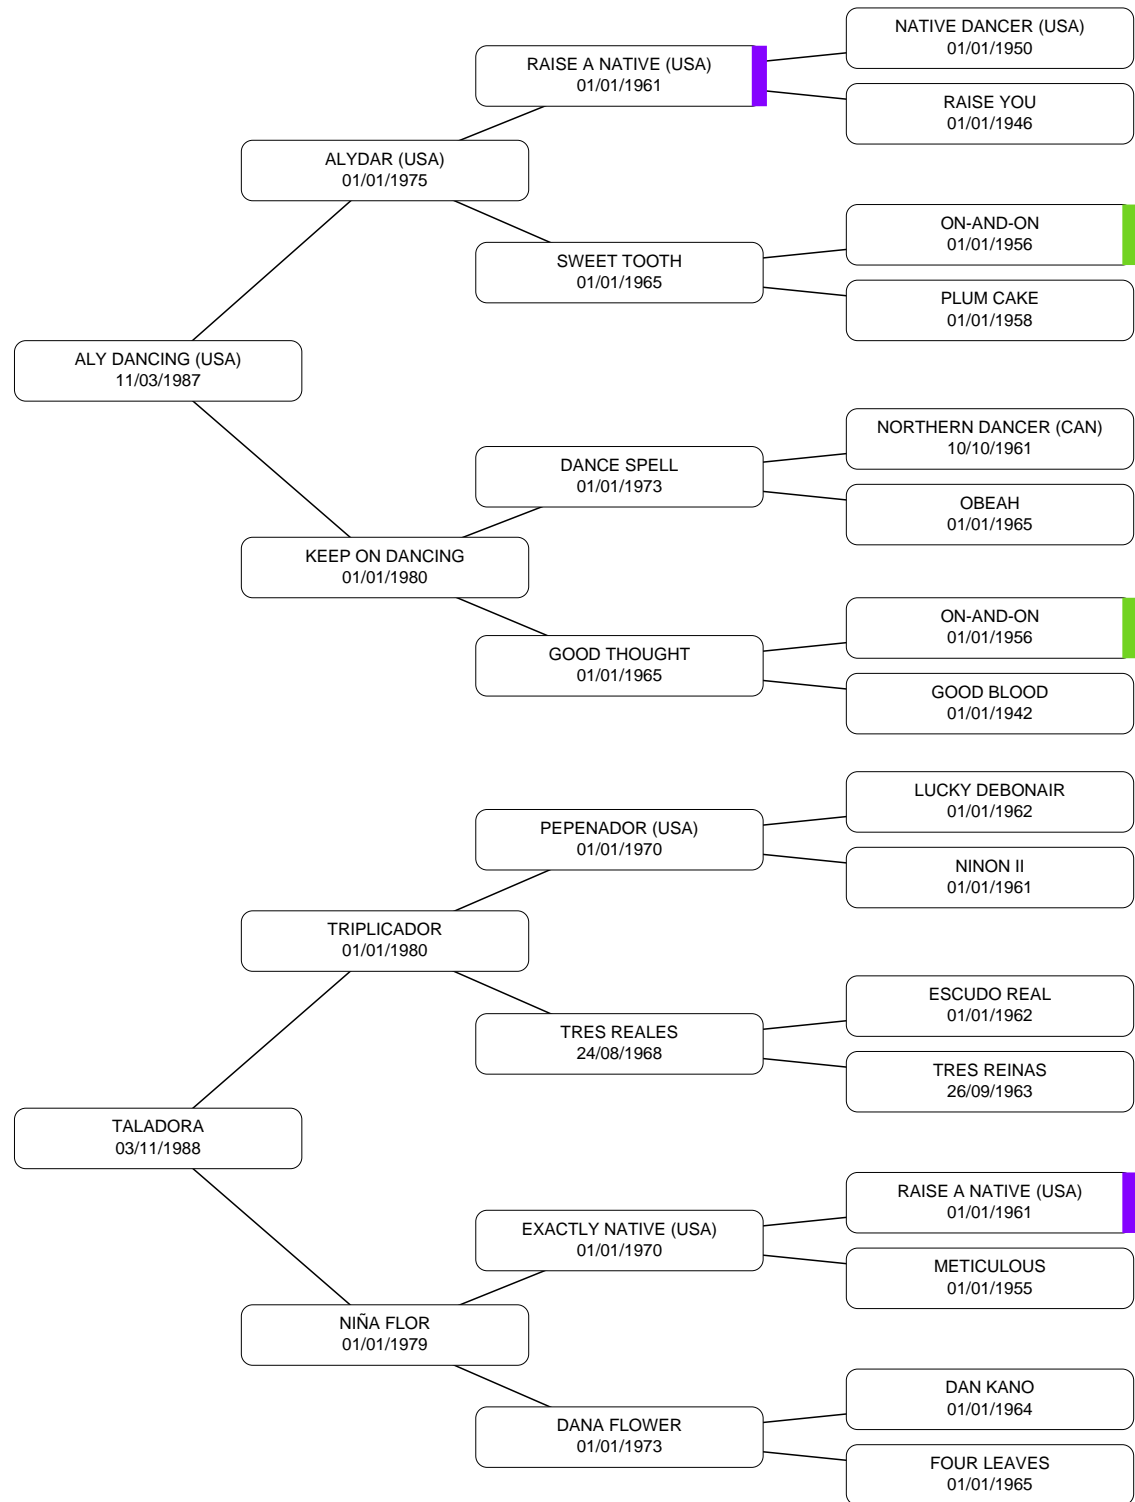 NATIVE DANCER (USA)
01/01/1950
RAISE A NATIVE (USA)
01/01/1961
RAISE YOU
01/01/1946
ALYDAR (USA)
01/01/1975
ON-AND-ON
01/01/1956
SWEET TOOTH
01/01/1965
PLUM CAKE
01/01/1958
ALY DANCING (USA)
11/03/1987
NORTHERN DANCER (CAN)
10/10/1961
DANCE SPELL
01/01/1973
OBEAH
01/01/1965
KEEP ON DANCING
01/01/1980
ON-AND-ON
01/01/1956
GOOD THOUGHT
01/01/1965
GOOD BLOOD
01/01/1942
LUCKY DEBONAIR
01/01/1962
PEPENADOR (USA)
01/01/1970
NINON II
01/01/1961
TRIPLICADOR
01/01/1980
ESCUDO REAL
01/01/1962
TRES REALES
24/08/1968
TRES REINAS
26/09/1963
TALADORA
03/11/1988
RAISE A NATIVE (USA)
01/01/1961
EXACTLY NATIVE (USA)
01/01/1970
METICULOUS
01/01/1955
NIÑA FLOR
01/01/1979
DAN KANO
01/01/1964
DANA FLOWER
01/01/1973
FOUR LEAVES
01/01/1965